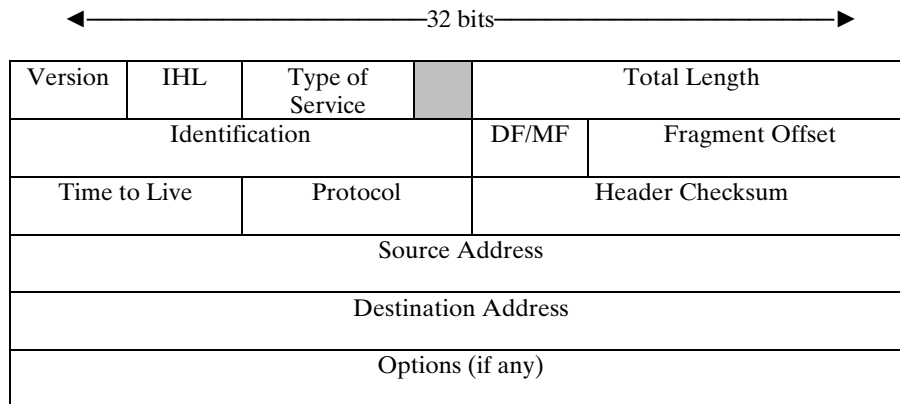 32 bits
Version IHL Type of Service Total Length
Identification DF/MF Fragment Offset
Time to Live Protocol Header Checksum
Source Address
Destination Address
Options (if any)